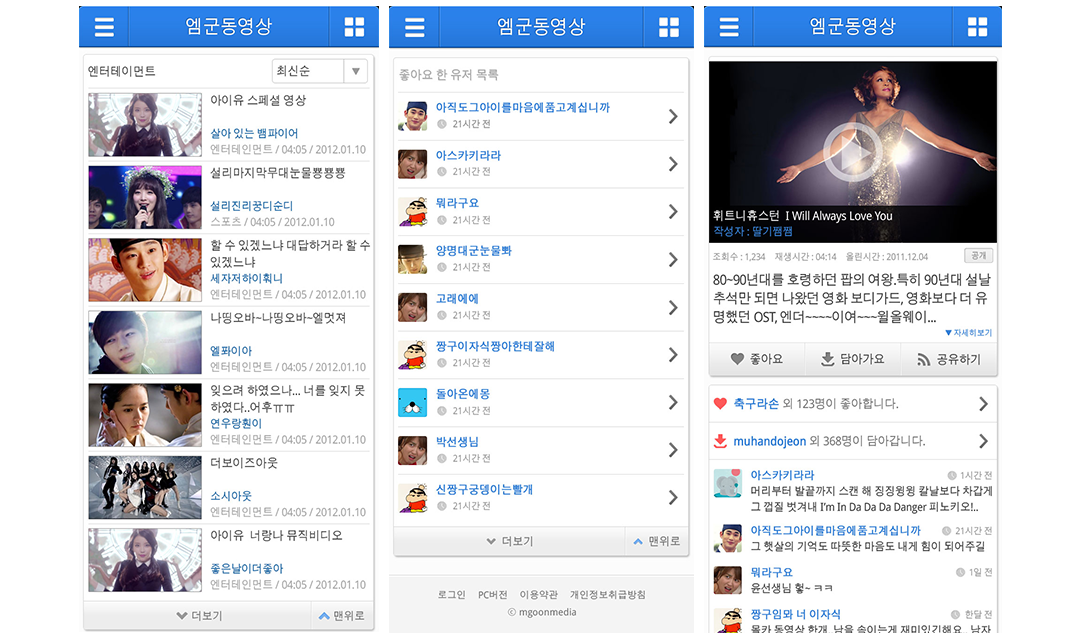 엠군동영상
엔터테이먼트
최신순
아이유 스페셜 영상
살아 있는 뱀파이어
엔터테인먼트 / 04:05 / 2012.01.10
설리마지막무대눈물뿅뿅뿅
설리진리꿍디순디
스포츠 / 04:05 / 2012.01.10
할 수 있겠느냐 대답하거라 할 수
있겠느냐
세자저하이훠니
엔터테인먼트 / 04:05 / 2012.01.10
나띵오바~나띵오바~엘멋져
엘퐈이아
엔터테인먼트 / 04:05 / 2012.01.10
잊으려 하였으나... 너를 잊지 못
하였다..어후ㅠㅠ
연우랑훤이
엔터테인먼트 / 04:05 / 2012.01.10
더보이즈아웃
소시아웃
엔터테인먼트 / 04:05 / 2012.01.10
아이유 너랑나 뮤직비디오
좋은날이더좋아
엔터테인먼트 / 04:05 / 2012.01.10
더보기
맨위로
엠군동영상
좋아요 한 유저 목록
아직도그아이를마음에품고계십니까
21시간 전
아스카키라라
21시간 전
뭐라구요
21시간 전
양명대군눈물빠
21시간 전
고래에에
21시간 전
짱구이자식짱아한테잘해
21시간 전
돌아온에몽
21시간 전
박선생님
21시간 전
신짱구궁뎅이는빨개
21시간 전
더보기
맨위로
로그인 PC버전 이용약관 개인정보취급방침
© mgoonmedia
엠군동영상
휘트니휴스턴 I Will Always Love You
작성자 : 딸기쨈쨈
조회수 : 1,234 재생시간 : 04:14 올린시간 : 2011.12.04
공개
80~90년대를 호령하던 팝의 여왕.특히 90년대 설날
추석만 되면 나왔던 영화 보디가드, 영화보다 더 유
명했던 OST, 엔더~~~~이여~~~윌올웨이...
▼자세히보기
좋아요
담아가요
공유하기
축구라손 외 123명이 좋아합니다.
muhandojeon 외 368명이 담아갑니다.
아스카키라라
1시간 전
머리부터 발끝까지 스캔 해 징징윙윙 칼날보다 차갑게
그 껍질 벗겨내 I'm In Da Da Da Danger 피노키오!..
아직도그아이를마음에품고계십니까
21시간 전
그 햇살의 기억도 따뜻한 마음도 내게 힘이 되어주길
뭐라구요
1일 전
윤선생님 헣~ ㅋㅋ
짱구임뫄 너 이자식
한달 전
몰카 동영상 한개, 남을 속이는게 재미있긴해요.. 남자